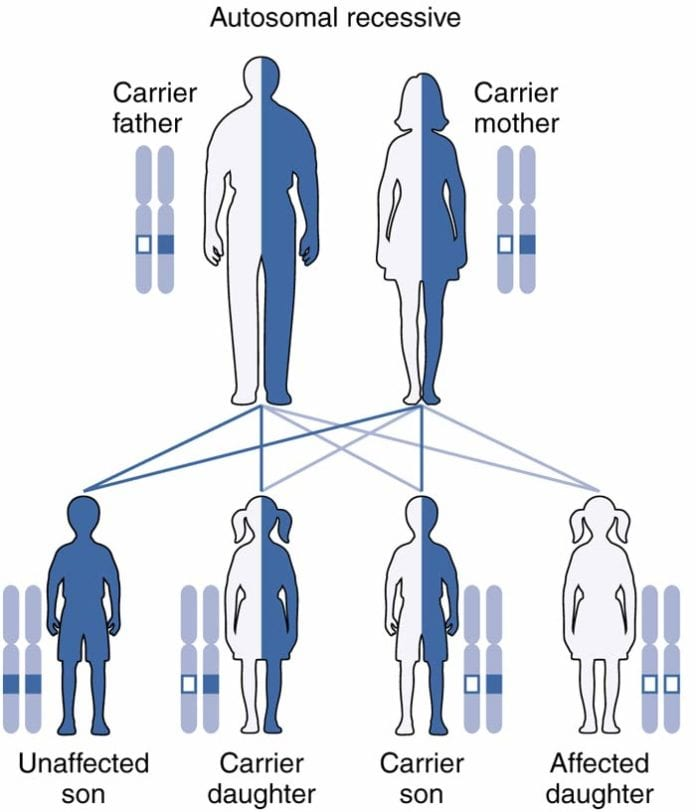 Autosomal recessive
Carrier
father
Carrier
mother
Unaffected
son
Carrier
daughter
Carrier
son
Affected
daughter